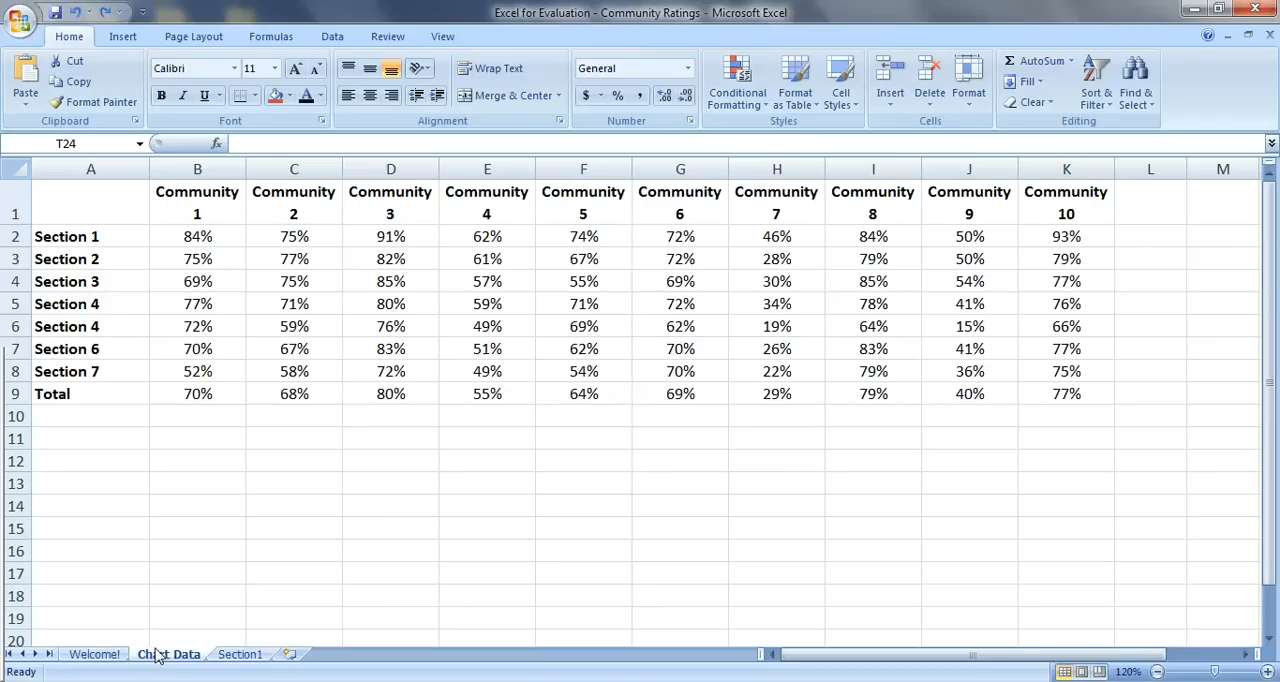 Excel for Evaluation - Community Ratings - Microsoft Excel
Home Insert Page Layout Formulas Data Review View
Paste Cut Copy Format Painter Clipboard
Calibri 11 B I U A Font
Wrap Text Merge & Center Alignment
General $ % , Number
Conditional Formatting Format as Table Cell Styles Styles
Insert Delete Format Cells
Σ AutoSum Fill Clear Sort & Filter Find & Select Editing
T24 fx
A B C D E F G H I J K L M
1 Community 1 Community 2 Community 3 Community 4 Community 5 Community 6 Community 7 Community 8 Community 9 Community 10
2 Section 1 84% 75% 91% 62% 74% 72% 46% 84% 50% 93%
3 Section 2 75% 77% 82% 61% 67% 72% 28% 79% 50% 79%
4 Section 3 69% 75% 85% 57% 55% 69% 30% 85% 54% 77%
5 Section 4 77% 71% 80% 59% 71% 72% 34% 78% 41% 76%
6 Section 4 72% 59% 76% 49% 69% 62% 19% 64% 15% 66%
7 Section 6 70% 67% 83% 51% 62% 70% 26% 83% 41% 77%
8 Section 7 52% 58% 72% 49% 54% 70% 22% 79% 36% 75%
9 Total 70% 68% 80% 55% 64% 69% 29% 79% 40% 77%
10
11
12
13
14
15
16
17
18
19
20
Welcome! Chart Data Section1
Ready 120%